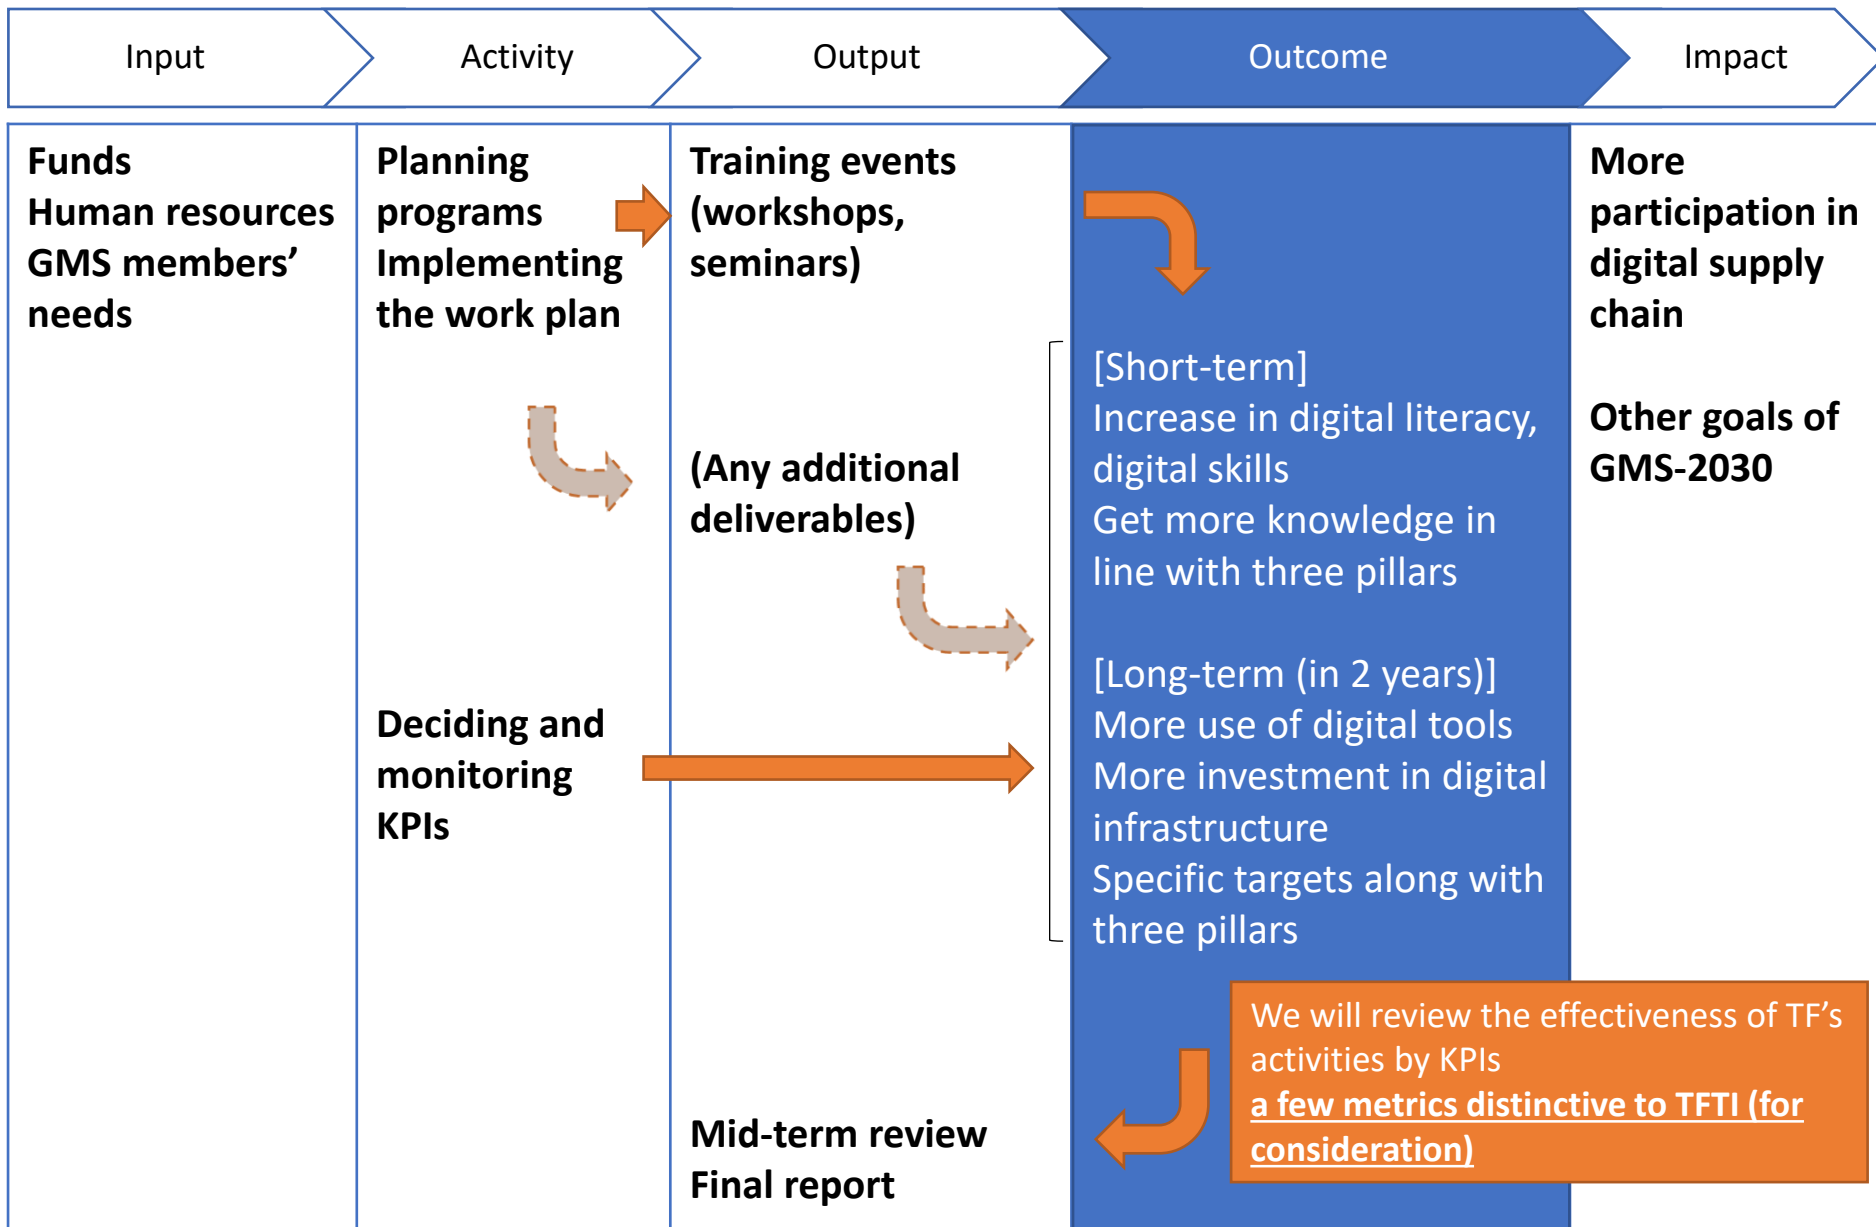 Input
Activity
Output
Outcome
Impact
Funds
Human resources
GMS members’
needs
Planning
programs
Implementing
the work plan
Deciding and
monitoring
KPIs
Training events
(workshops,
seminars)
(Any additional
deliverables)
Mid-term review
Final report
[Short-term]
Increase in digital literacy,
digital skills
Get more knowledge in
line with three pillars
[Long-term (in 2 years)]
More use of digital tools
More investment in digital
infrastructure
Specific targets along with
three pillars
We will review the effectiveness of TF’s
activities by KPIs
a few metrics distinctive to TFTI (for
consideration)
More
participation in
digital supply
chain
Other goals of
GMS-2030